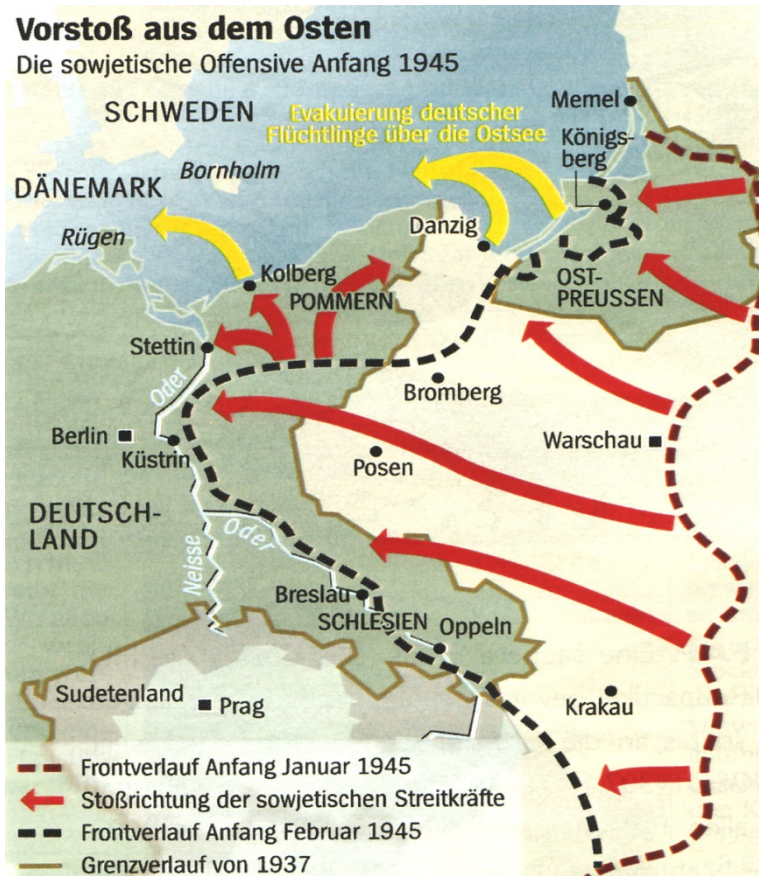 Vorstoß aus dem Osten
Die sowjetische Offensive Anfang 1945
SCHWEDEN
Evakuierung deutscher
Flüchtlinge über die Ostsee
Memel
Königs-
berg
Bornholm
DÄNEMARK
Rügen
Danzig
Kolberg
POMMERN
OST-
PREUSSEN
Stettin
Oder
Bromberg
Berlin
Küstrin
Warschau
Posen
DEUTSCH-
LAND
Oder
Neisse
Breslau
SCHLESIEN
Oppeln
Sudetenland
Prag
Krakau
Frontverlauf Anfang Januar 1945
Stoßrichtung der sowjetischen Streitkräfte
Frontverlauf Anfang Februar 1945
Grenzverlauf von 1937